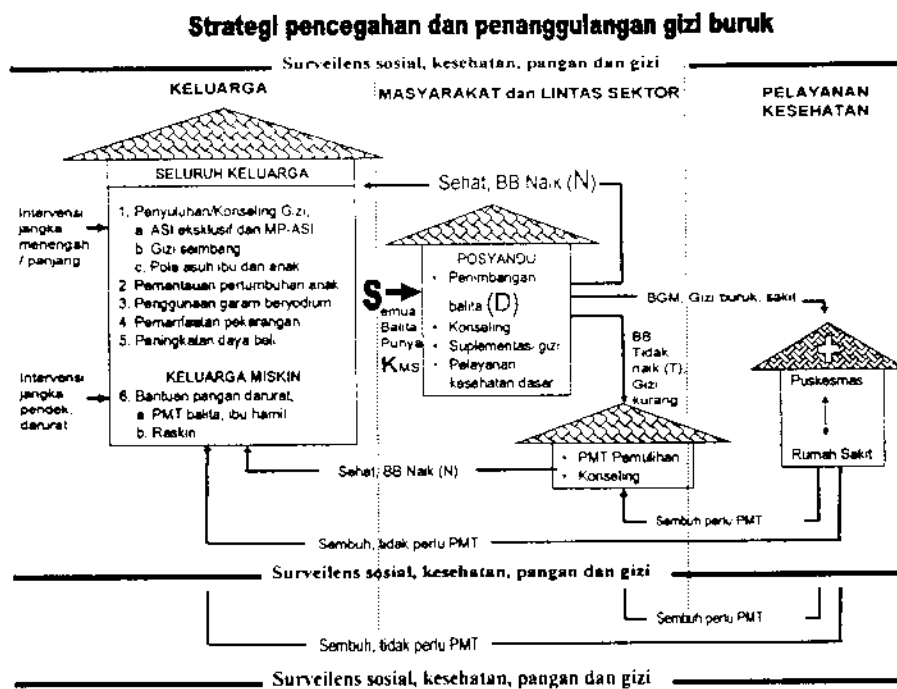 Strategi pencegahan dan penanggulangan gizi buruk
Surveilens sosial, kesehatan, pangan dan gizi
KELUARGA
MASYARAKAT dan LINTAS SEKTOR
PELAYANAN
KESEHATAN
SELURUH KELUARGA
Intervensi
jangka
menengah
/ panjang
1. Penyuluhan/Konseling Gizi,
a. ASI eksklusif dan MP-ASI
b. Gizi seimbang
c. Pola asuh ibu dan anak
2. Pemantauan pertumbuhan anak
3. Penggunaan garam beryodium
4. Pemanfaatan pekarangan
5. Peningkatan daya beli
Intervensi
jangka
pendek,
darurat
KELUARGA MISKIN
6. Bantuan pangan darurat,
a. PMT balita, ibu hamil
b. Raskin
Sehat, BB Naik (N)
Semua
Balita
Punya
KMS
POSYANDU
• Penimbangan
balita (D)
• Konseling
• Suplementasi gizi
• Pelayanan
kesehatan dasar
BGM, Gizi buruk, sakit
BB
Tidak
naik (T),
Gizi
kurang
Puskesmas
Rumah Sakit
• PMT Pemulihan
• Konseling
Sehat, BB Naik (N)
Sembuh perlu PMT
Sembuh, tidak perlu PMT
Surveilens sosial, kesehatan, pangan dan gizi
Sembuh perlu PMT
Sembuh, tidak perlu PMT
Surveilens sosial, kesehatan, pangan dan gizi